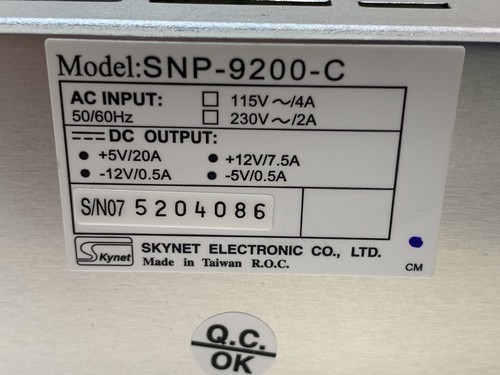 Model:SNP-9200-C
AC INPUT: □ 115V ～/4A
50/60Hz □ 230V ～/2A
⎓ DC OUTPUT:
● +5V/20A ● +12V/7.5A
● -12V/0.5A ● -5V/0.5A
S/N07 5204086
Skynet SKYNET ELECTRONIC CO., LTD.
Made in Taiwan R.O.C.
CM
Q.C.
OK